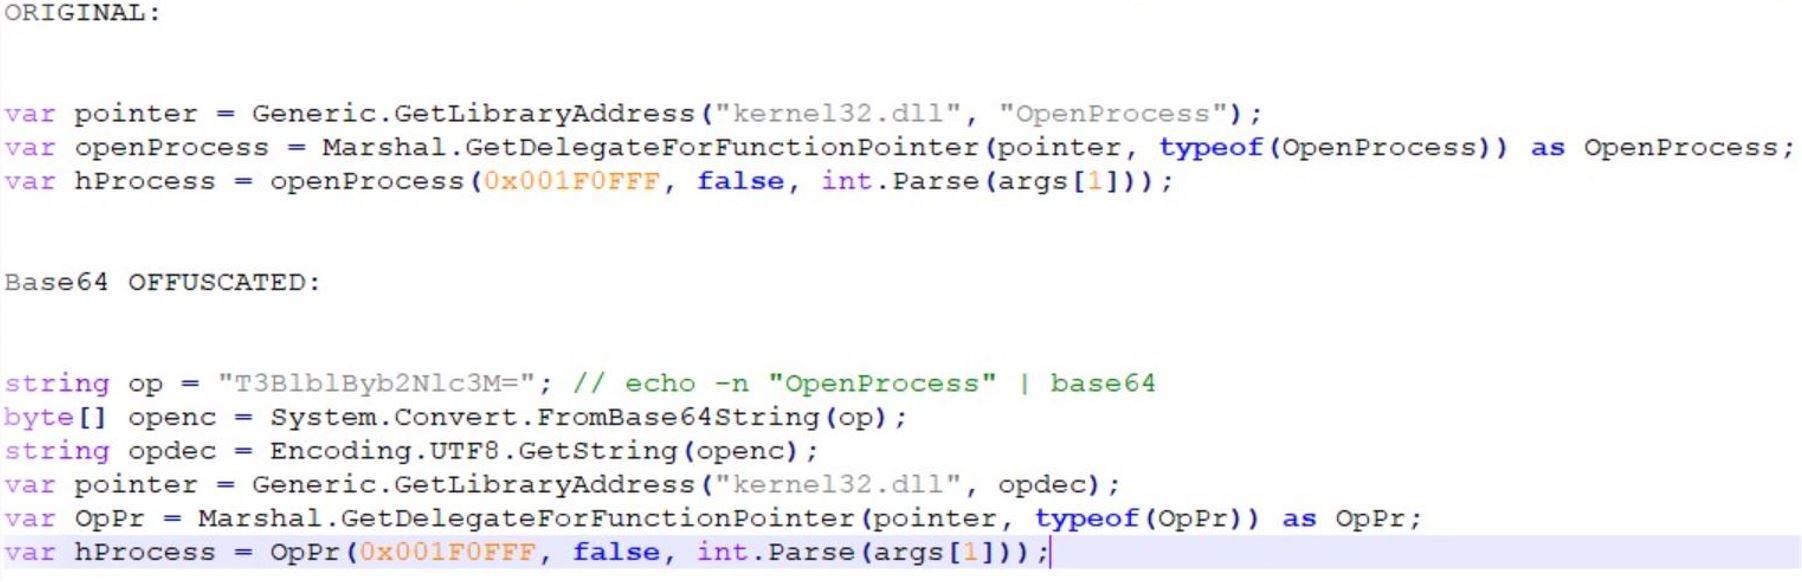 ORIGINAL:
var pointer = Generic.GetLibraryAddress("kernel32.dll", "OpenProcess");
var openProcess = Marshal.GetDelegateForFunctionPointer(pointer, typeof(OpenProcess)) as OpenProcess;
var hProcess = openProcess(0x001F0FFF, false, int.Parse(args[1]));
Base64 OFFUSCATED:
string op = "T3BlblByb2Nlc3M="; // echo -n "OpenProcess" | base64
byte[] openc = System.Convert.FromBase64String(op);
string opdec = Encoding.UTF8.GetString(openc);
var pointer = Generic.GetLibraryAddress("kernel32.dll", opdec);
var OpPr = Marshal.GetDelegateForFunctionPointer(pointer, typeof(OpPr)) as OpPr;
var hProcess = OpPr(0x001F0FFF, false, int.Parse(args[1]));